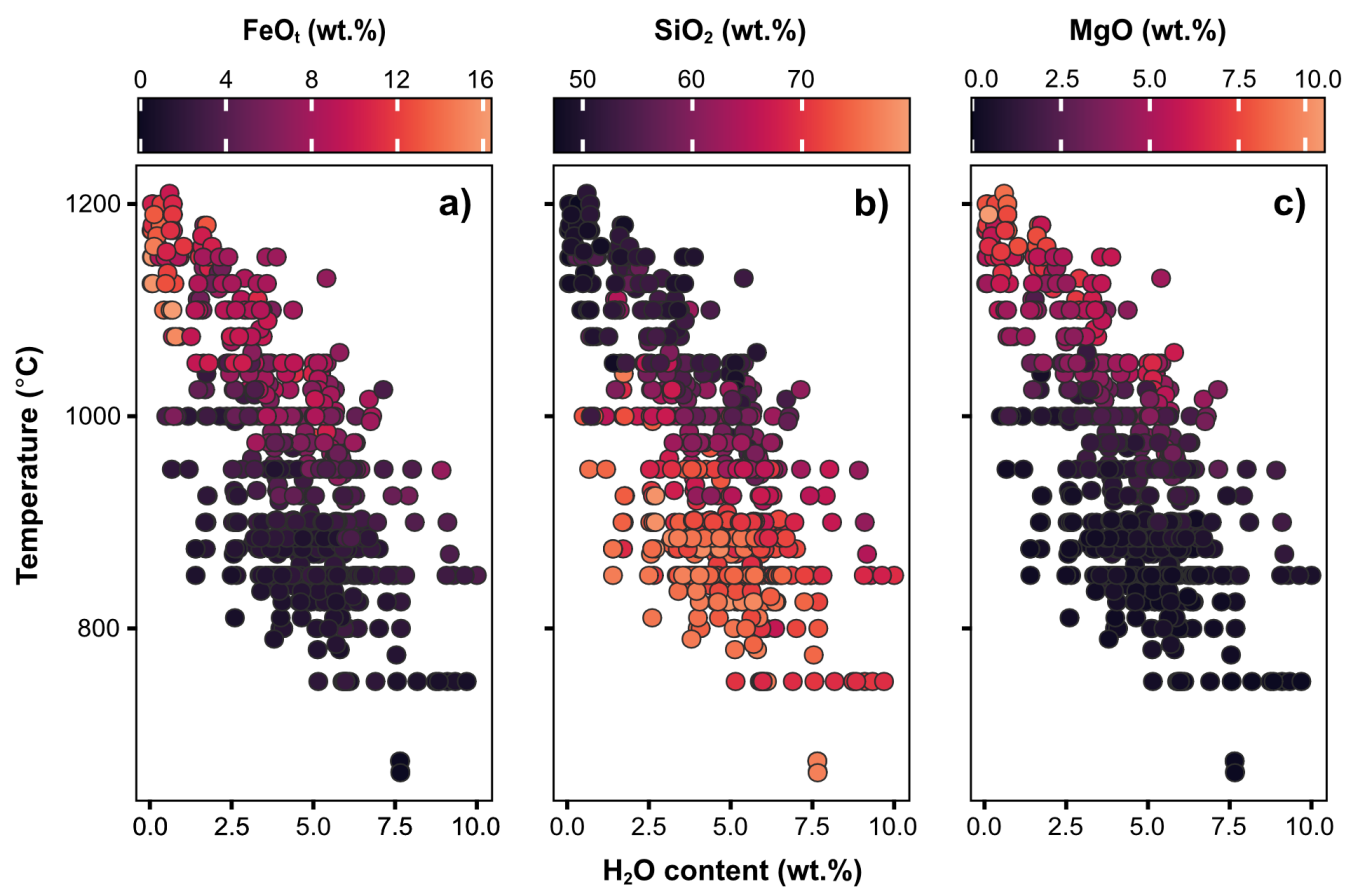 FeOₜ (wt.%) SiO₂ (wt.%) MgO (wt.%)
0 4 8 12 16 50 60 70 0.0 2.5 5.0 7.5 10.0
a) b) c)
1200
1000
800
Temperature (°C)
0.0 2.5 5.0 7.5 10.0 0.0 2.5 5.0 7.5 10.0 0.0 2.5 5.0 7.5 10.0
H₂O content (wt.%)